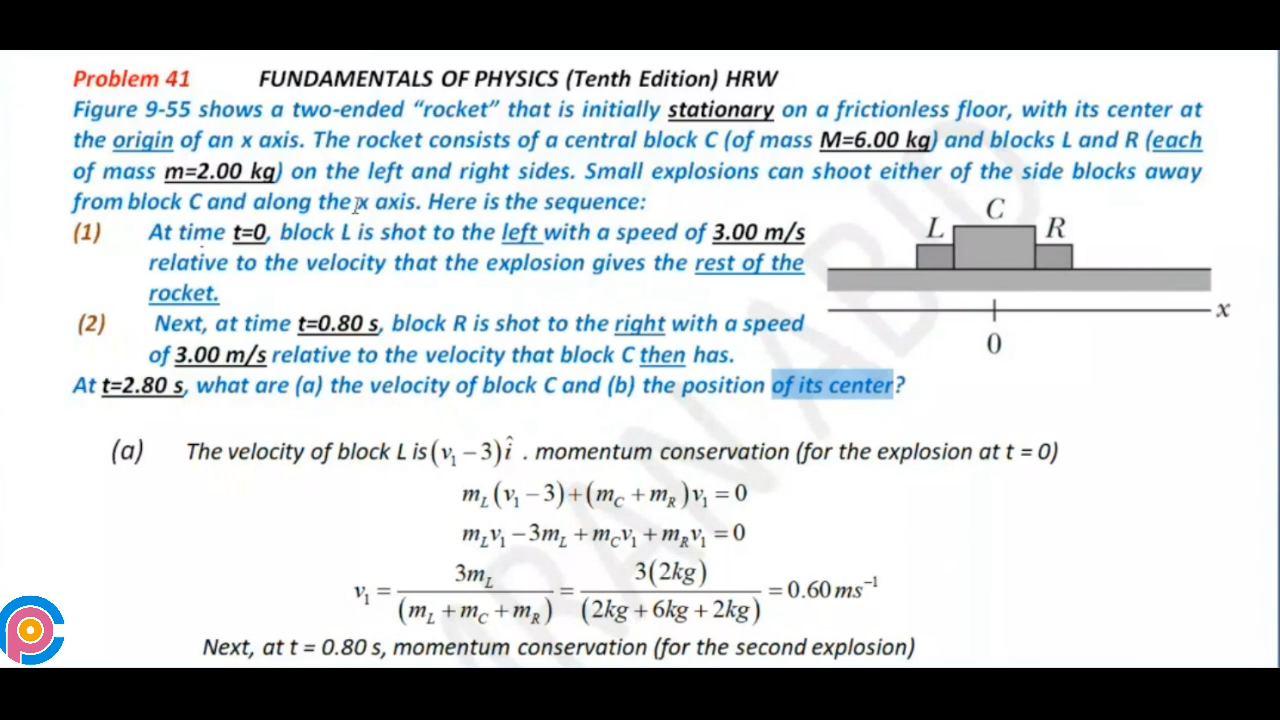 Problem 41 FUNDAMENTALS OF PHYSICS (Tenth Edition) HRW
Figure 9-55 shows a two-ended “rocket” that is initially stationary on a frictionless floor, with its center at
the origin of an x axis. The rocket consists of a central block C (of mass M=6.00 kg) and blocks L and R (each
of mass m=2.00 kg) on the left and right sides. Small explosions can shoot either of the side blocks away
from block C and along the x axis. Here is the sequence:
(1) At time t=0, block L is shot to the left with a speed of 3.00 m/s
relative to the velocity that the explosion gives the rest of the
rocket.
(2) Next, at time t=0.80 s, block R is shot to the right with a speed
of 3.00 m/s relative to the velocity that block C then has.
At t=2.80 s, what are (a) the velocity of block C and (b) the position of its center?
L C R
x
0
(a) The velocity of block L is (v₁ − 3)î . momentum conservation (for the explosion at t = 0)
m_L(v₁ − 3) + (m_C + m_R)v₁ = 0
m_Lv₁ − 3m_L + m_Cv₁ + m_Rv₁ = 0
v₁ = 3m_L / (m_L + m_C + m_R) = 3(2kg) / (2kg + 6kg + 2kg) = 0.60 ms⁻¹
Next, at t = 0.80 s, momentum conservation (for the second explosion)